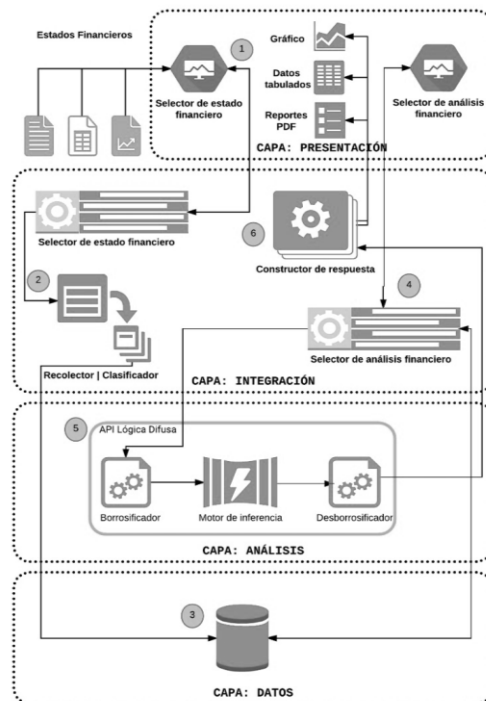 Estados Financieros
1
Selector de estado
financiero
Gráfico
Datos
tabulados
Reportes
PDF
Selector de análisis
financiero
CAPA: PRESENTACIÓN
Selector de estado financiero
6
Constructor de respuesta
2
4
Recolector | Clasificador
Selector de análisis financiero
CAPA: INTEGRACIÓN
5
API Lógica Difusa
Borrosificador
Motor de inferencia
Desborrosificador
CAPA: ANÁLISIS
3
CAPA: DATOS